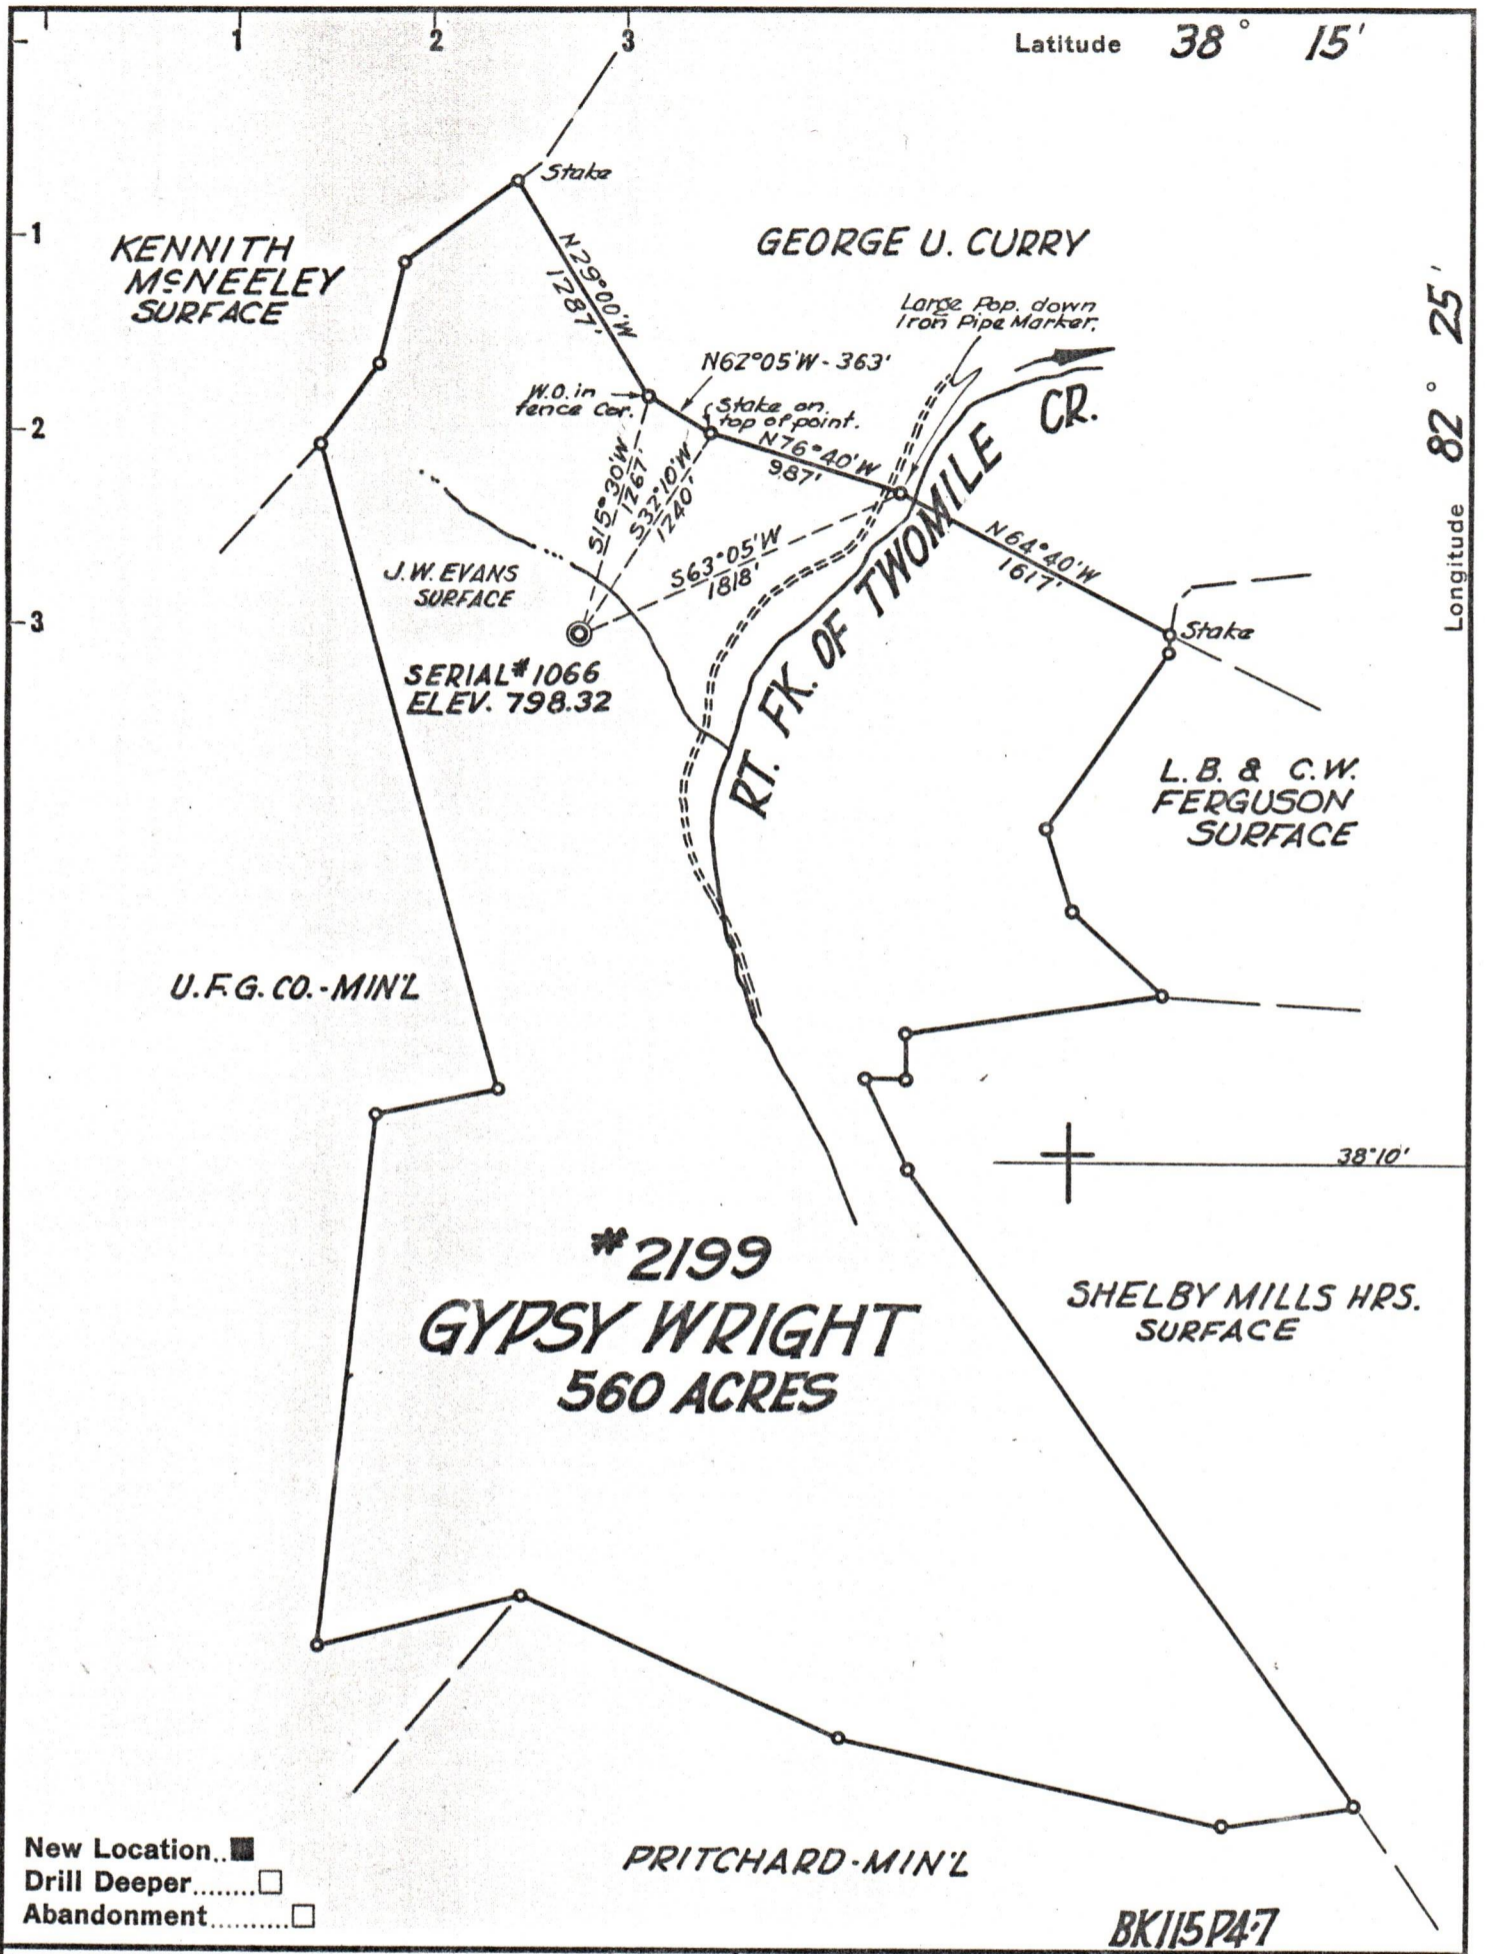 1 2 3
Latitude 38° 15'
Longitude 82° 25'
1
2
3
Stake
KENNITH
McNEELEY
SURFACE
GEORGE U. CURRY
N29°00'W
1287'
Large Pop. down
Iron Pipe Marker.
N62°05'W - 363'
W.O. in
fence Cor.
Stake on
top of point.
N76°40'W
987'
CR.
S15°30'W
1267'
S32°10'W
1240'
S63°05'W
1818'
N64°40'W
1617'
RT. FK. OF TWOMILE
J.W. EVANS
SURFACE
Stake
SERIAL #1066
ELEV. 798.32
L.B. & C.W.
FERGUSON
SURFACE
U.F.G. CO.-MIN'L
38°10'
#2199
GYPSY WRIGHT
560 ACRES
SHELBY MILLS HRS.
SURFACE
New Location..■
Drill Deeper........□
Abandonment..........□
PRITCHARD-MIN'L
BK115P4-7